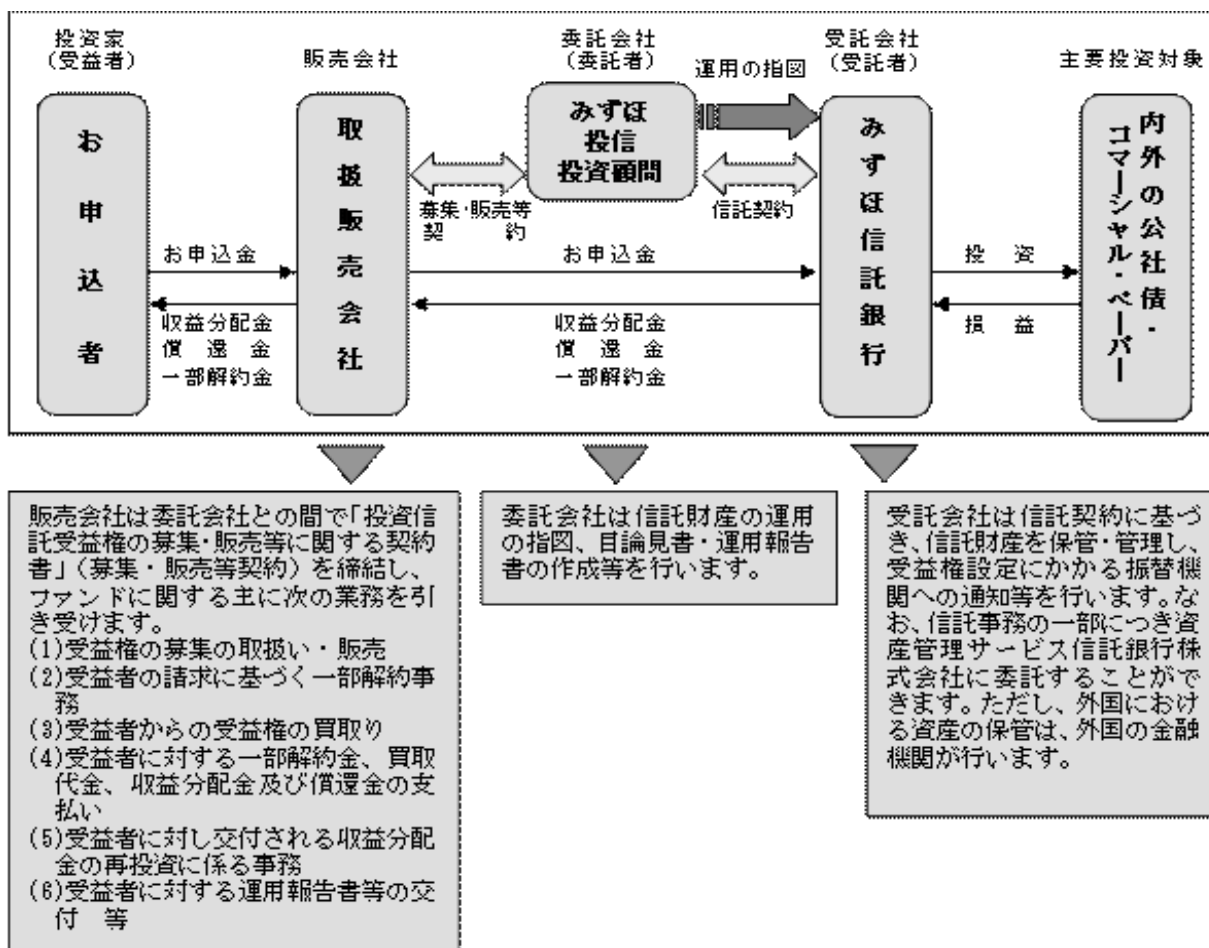 投資家
(受益者)
販売会社
委託会社
(委託者)
受託会社
(受託者)
主要投資対象
運用の指図
お申込者
取扱販売会社
みずほ
投信
投資顧問
みずほ信託銀行
内外の公社債・
コマーシャル・ペーパー
募集・販売等
契　　約
信託契約
お申込金
お申込金
投　資
収益分配金
償　還　金
一部解約金
収益分配金
償　還　金
一部解約金
損　益
販売会社は委託会社との間で「投資信
託受益権の募集・販売等に関する契約
書」(募集・販売等契約)を締結し、
ファンドに関する主に次の業務を引
き受けます。
(1)受益権の募集の取扱い・販売
(2)受益者の請求に基づく一部解約事
務
(3)受益者からの受益権の買取り
(4)受益者に対する一部解約金、買取
代金、収益分配金及び償還金の支
払い
(5)受益者に対し交付される収益分配
金の再投資に係る事務
(6)受益者に対する運用報告書等の交
付　等
委託会社は信託財産の運用
の指図、目論見書・運用報告
書の作成等を行います。
受託会社は信託契約に基づ
き、信託財産を保管・管理し、
受益権設定にかかる振替機
関への通知等を行います。な
お、信託事務の一部につき資
産管理サービス信託銀行株
式会社に委託することがで
きます。ただし、外国におけ
る資産の保管は、外国の金融
機関が行います。